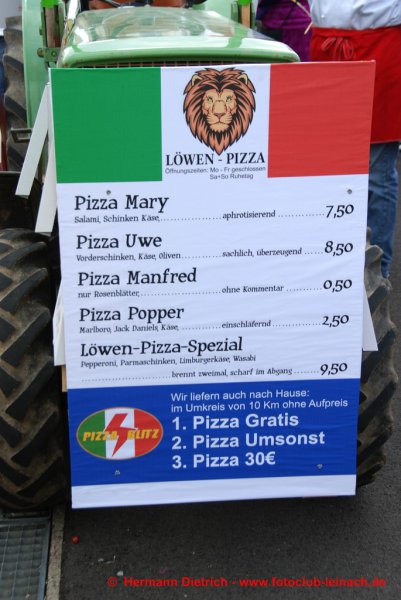 LÖWEN - PIZZA
Öffnungszeiten: Mo - Fr geschlossen
Sa+So Ruhetag
Pizza Mary
Salami, Schinken Käse,........................aphrotisierend....................7,50
Pizza Uwe
Vorderschinken, Käse, Oliven..............sachlich, überzeugend....8,50
Pizza Manfred
nur Rosenblätter,........................ohne Kommentar............0,50
Pizza Popper
Marlboro, Jack Daniels, Käse,.............einschläfernd...............2,50
Löwen-Pizza-Spezial
Pepperoni, Parmaschinken, Limburgerkäse, Wasabi
........................brennt zweimal, scharf im Abgang....9,50
PIZZA BLITZ
Wir liefern auch nach Hause:
im Umkreis von 10 Km ohne Aufpreis
1. Pizza Gratis
2. Pizza Umsonst
3. Pizza 30€
© Hermann Dietrich - www.fotoclub-leinach.de